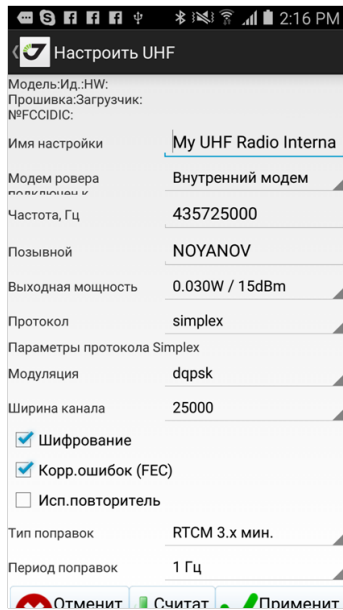 2:16 PM
Настроить UHF
Модель:Ид.:HW:
Прошивка:Загрузчик:
№FCCIDIC:
Имя настройки My UHF Radio Interna
Модем ровера Внутренний модем
подключен к
Частота, Гц 435725000
Позывной NOYANOV
Выходная мощность 0.030W / 15dBm
Протокол simplex
Параметры протокола Simplex
Модуляция dqpsk
Ширина канала 25000
Шифрование
Корр.ошибок (FEC)
Исп.повторитель
Тип поправок RTCM 3.x мин.
Период поправок 1 Гц
Отменит Считат Применит